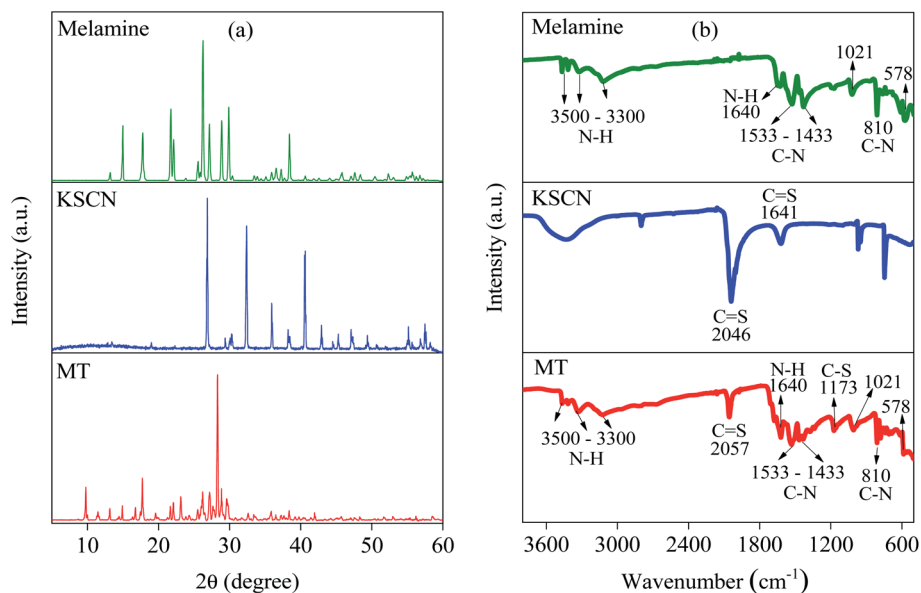 (a)
Melamine
KSCN
MT
Intensity (a.u.)
10 20 30 40 50 60
2θ (degree)
(b)
Melamine
3500 - 3300
N-H
N-H
1640
1533 - 1433
C-N
1021
810
C-N
578
KSCN
C=S
1641
C=S
2046
MT
3500 - 3300
N-H
C=S
2057
N-H
1640
C-S
1173
1021
578
1533 - 1433
C-N
810
C-N
Intensity (a.u.)
3600 3000 2400 1800 1200 600
Wavenumber (cm⁻¹)